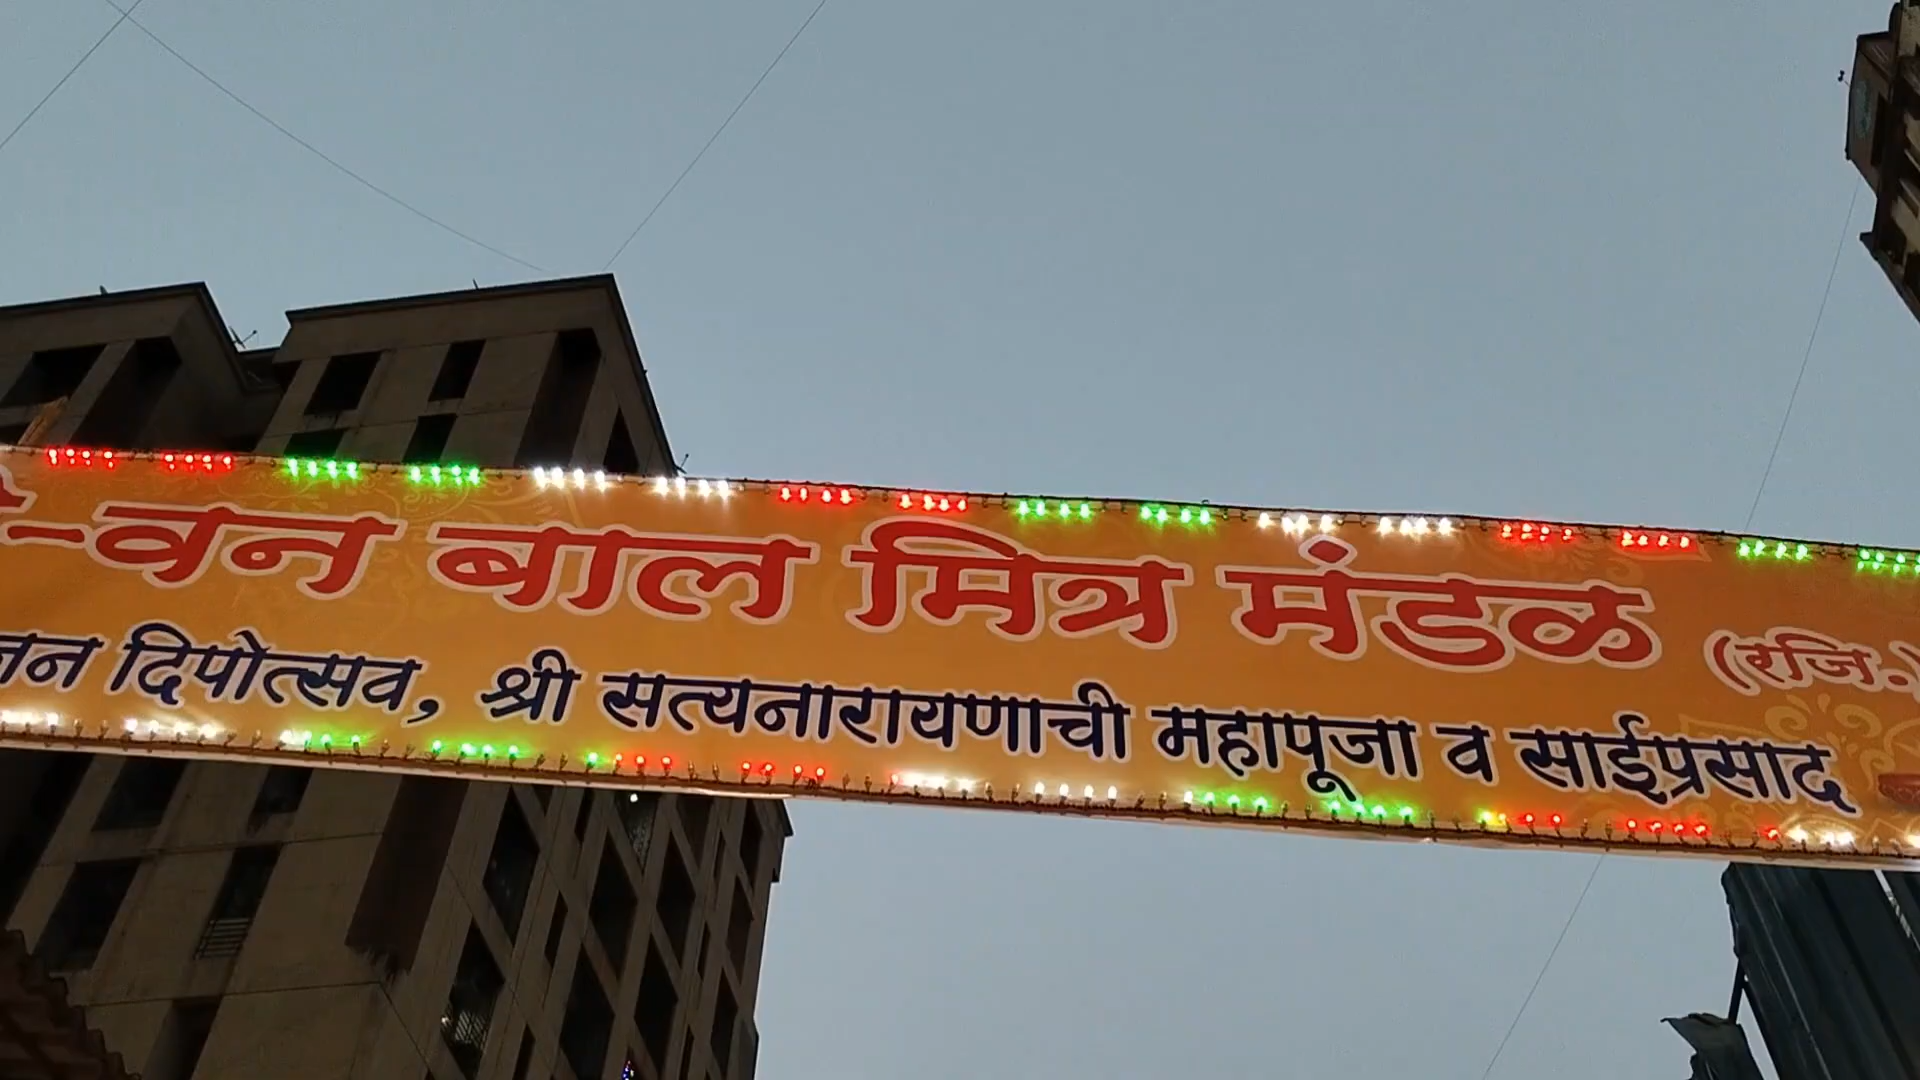 -वन बाल मित्र मंडळ (रजि.)
दिपोत्सव, श्री सत्यनारायणाची महापूजा व साईप्रसाद